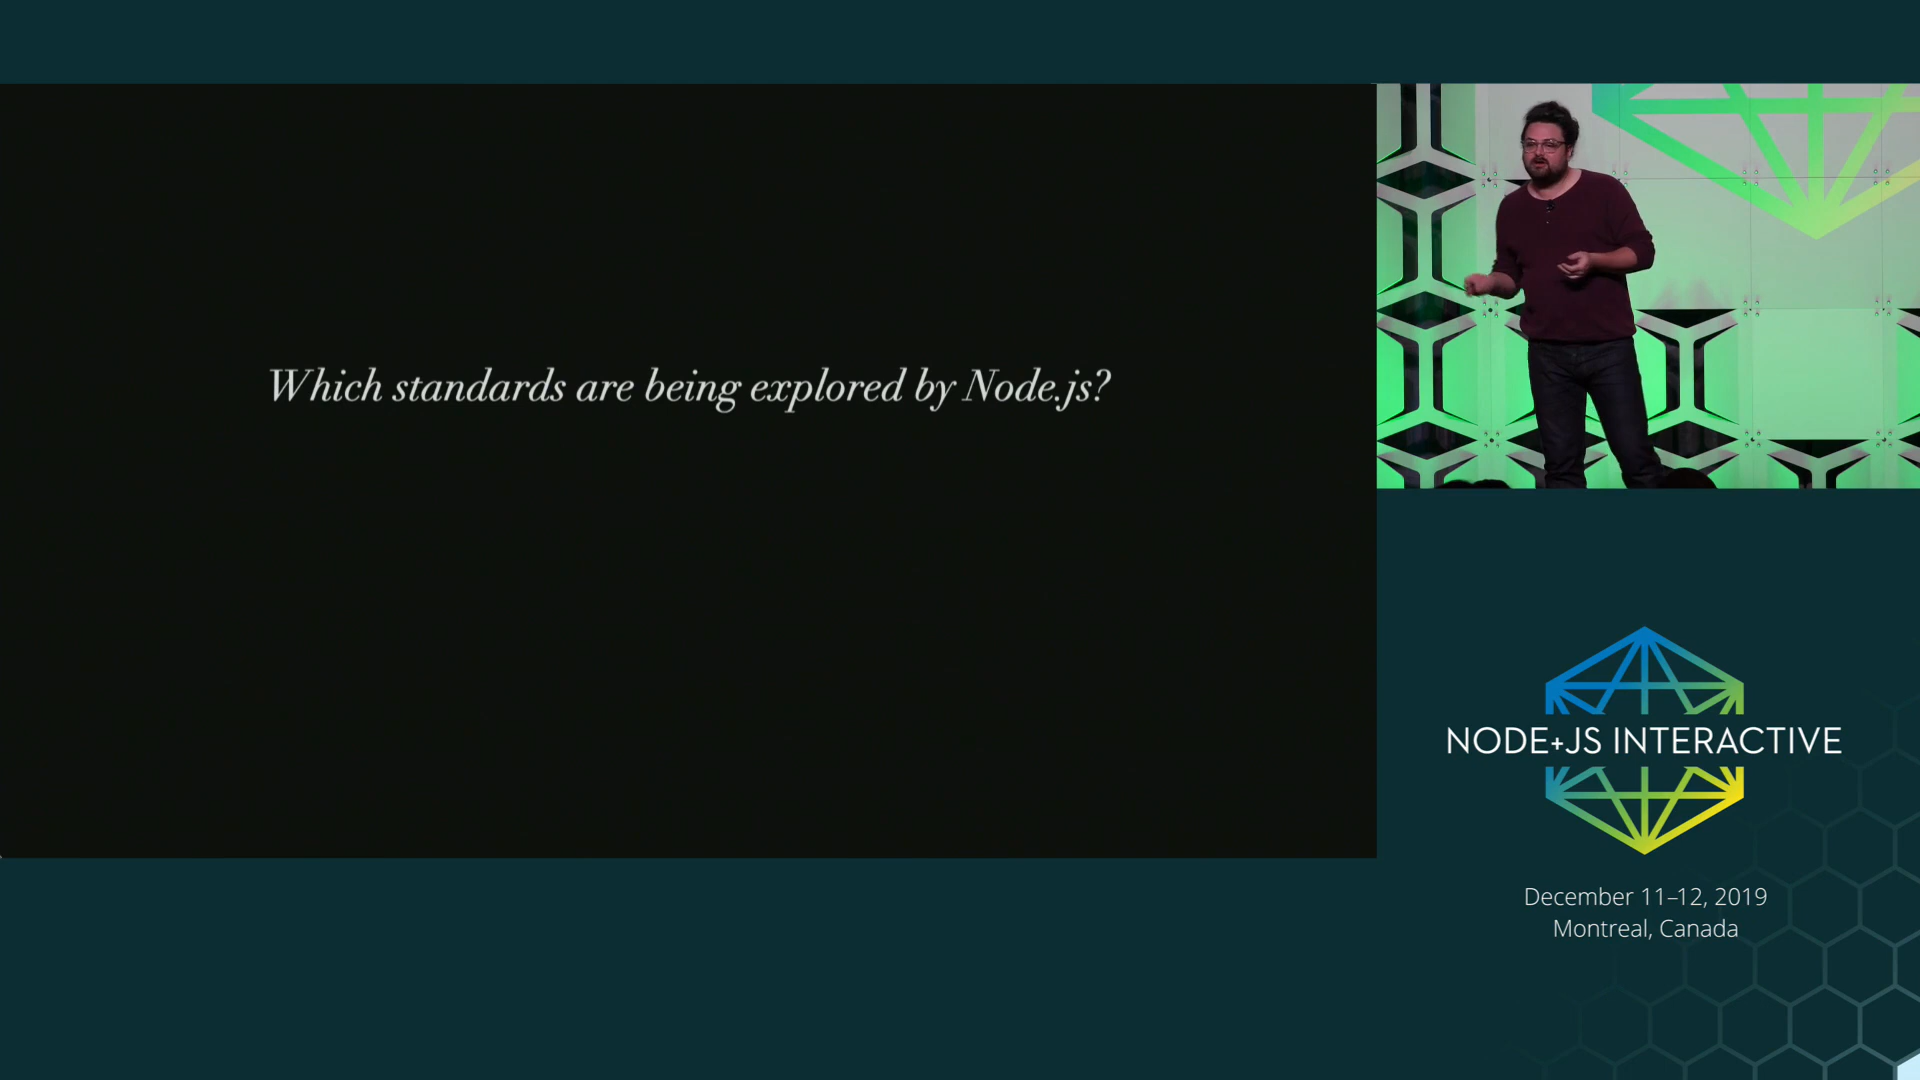 Which standards are being explored by Node.js?
NODE+JS INTERACTIVE
December 11–12, 2019
Montreal, Canada